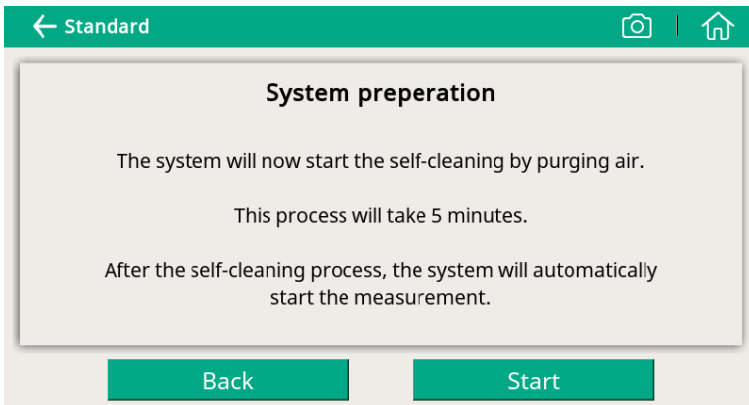 Standard
System preperation
The system will now start the self-cleaning by purging air.
This process will take 5 minutes.
After the self-cleaning process, the system will automatically
start the measurement.
Back
Start